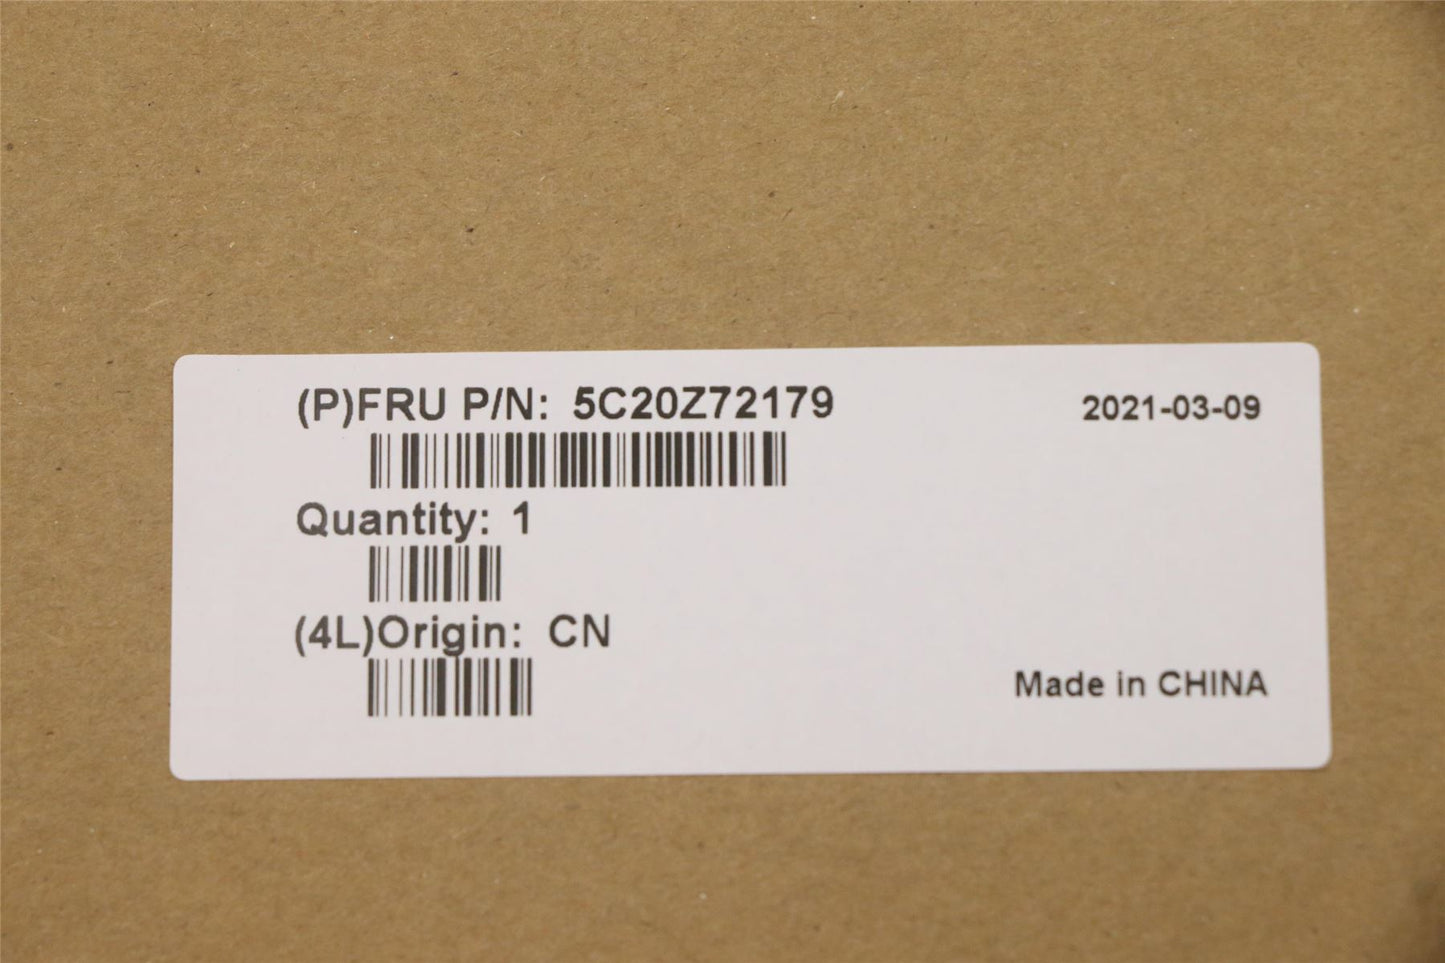 (P)FRU P/N: 5C20Z72179
2021-03-09
Quantity: 1
(4L)Origin: CN
Made in CHINA